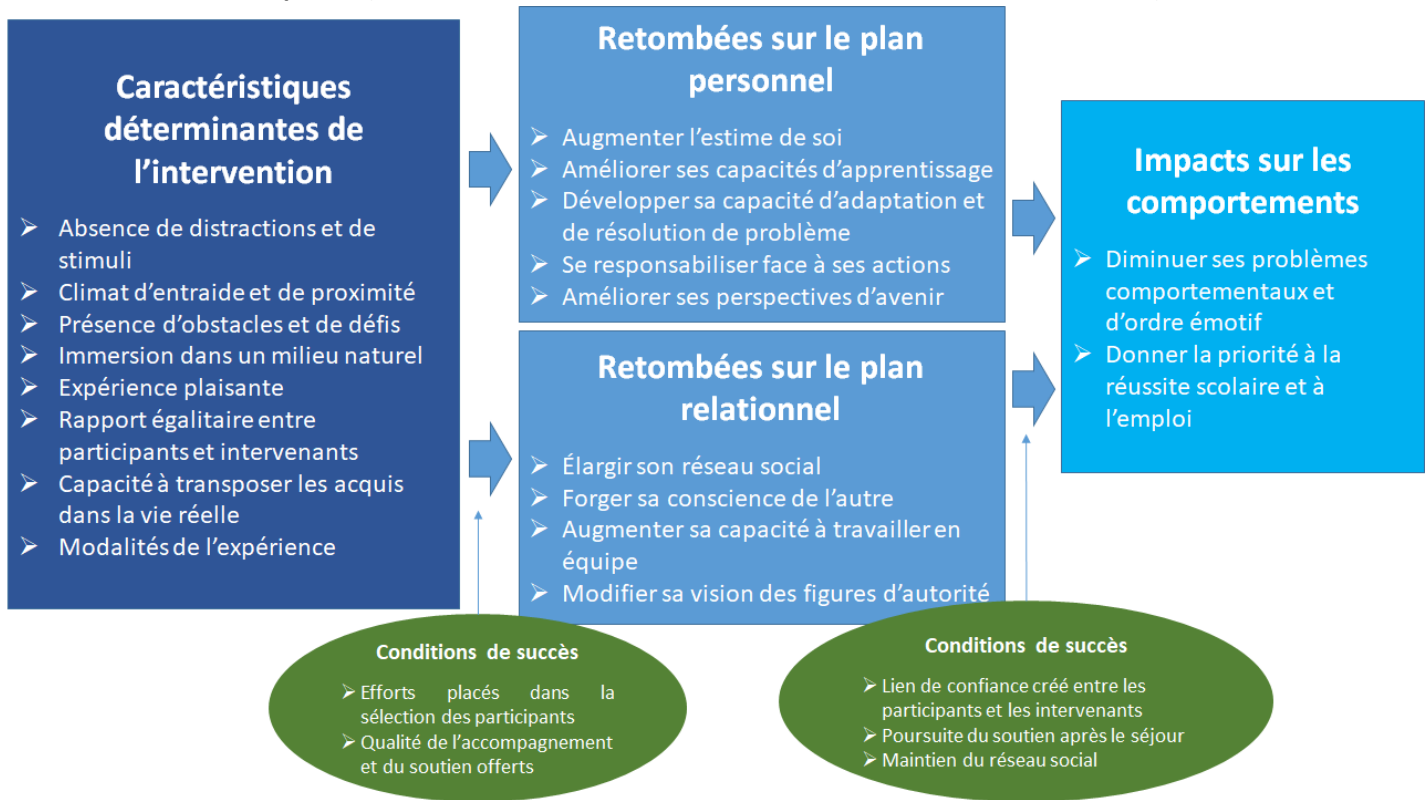 Caractéristiques
déterminantes de
l’intervention
Absence de distractions et de
stimuli
Climat d’entraide et de proximité
Présence d’obstacles et de défis
Immersion dans un milieu naturel
Expérience plaisante
Rapport égalitaire entre
participants et intervenants
Capacité à transposer les acquis
dans la vie réelle
Modalités de l’expérience
Retombées sur le plan
personnel
Augmenter l’estime de soi
Améliorer ses capacités d’apprentissage
Développer sa capacité d’adaptation et
de résolution de problème
Se responsabiliser face à ses actions
Améliorer ses perspectives d’avenir
Retombées sur le plan
relationnel
Élargir son réseau social
Forger sa conscience de l’autre
Augmenter sa capacité à travailler en
équipe
Modifier sa vision des figures d’autorité
Impacts sur les
comportements
Diminuer ses problèmes
comportementaux et
d’ordre émotif
Donner la priorité à la
réussite scolaire et à
l’emploi
Conditions de succès
Efforts placés dans la
sélection des participants
Qualité de l’accompagnement
et du soutien offerts
Conditions de succès
Lien de confiance créé entre les
participants et les intervenants
Poursuite du soutien après le séjour
Maintien du réseau social